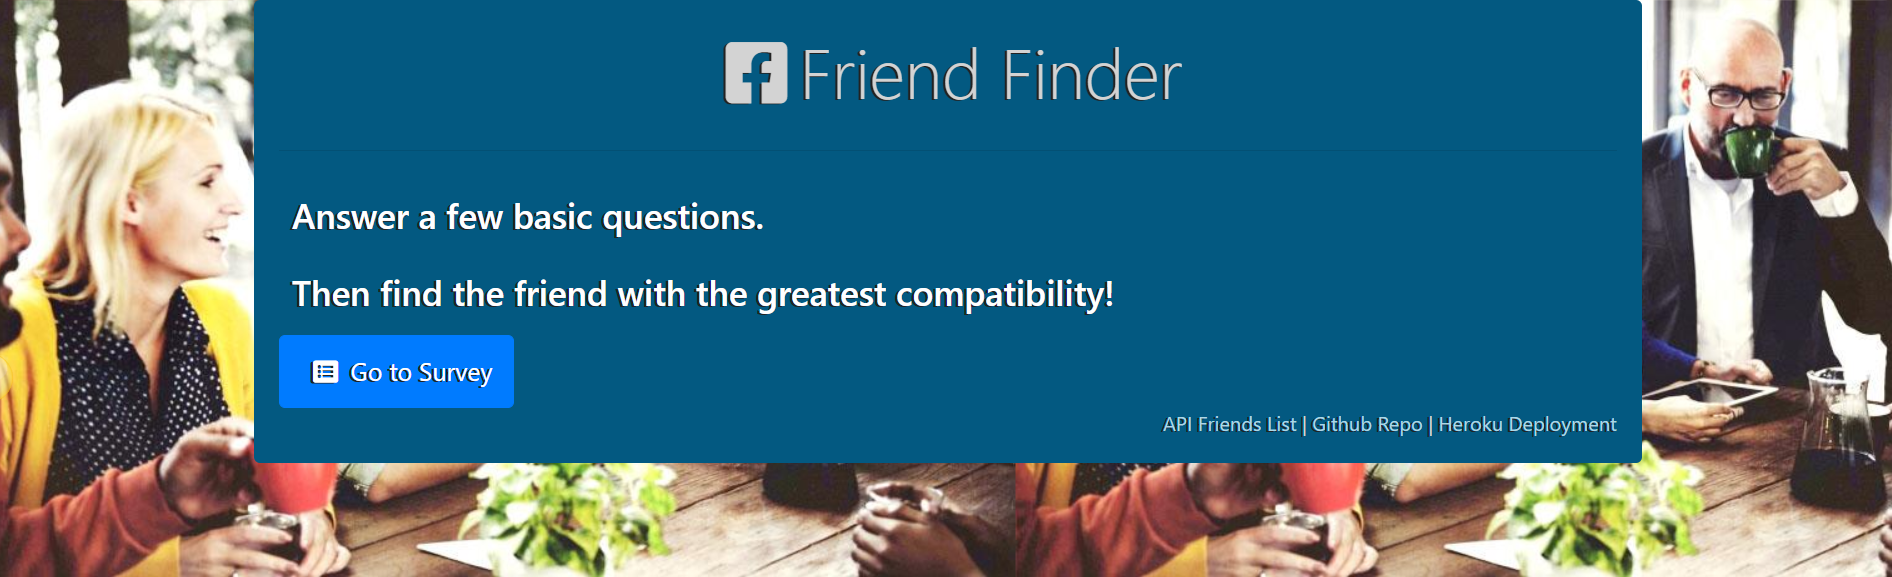 Friend Finder
Answer a few basic questions.
Then find the friend with the greatest compatibility!
Go to Survey
API Friends List | Github Repo | Heroku Deployment